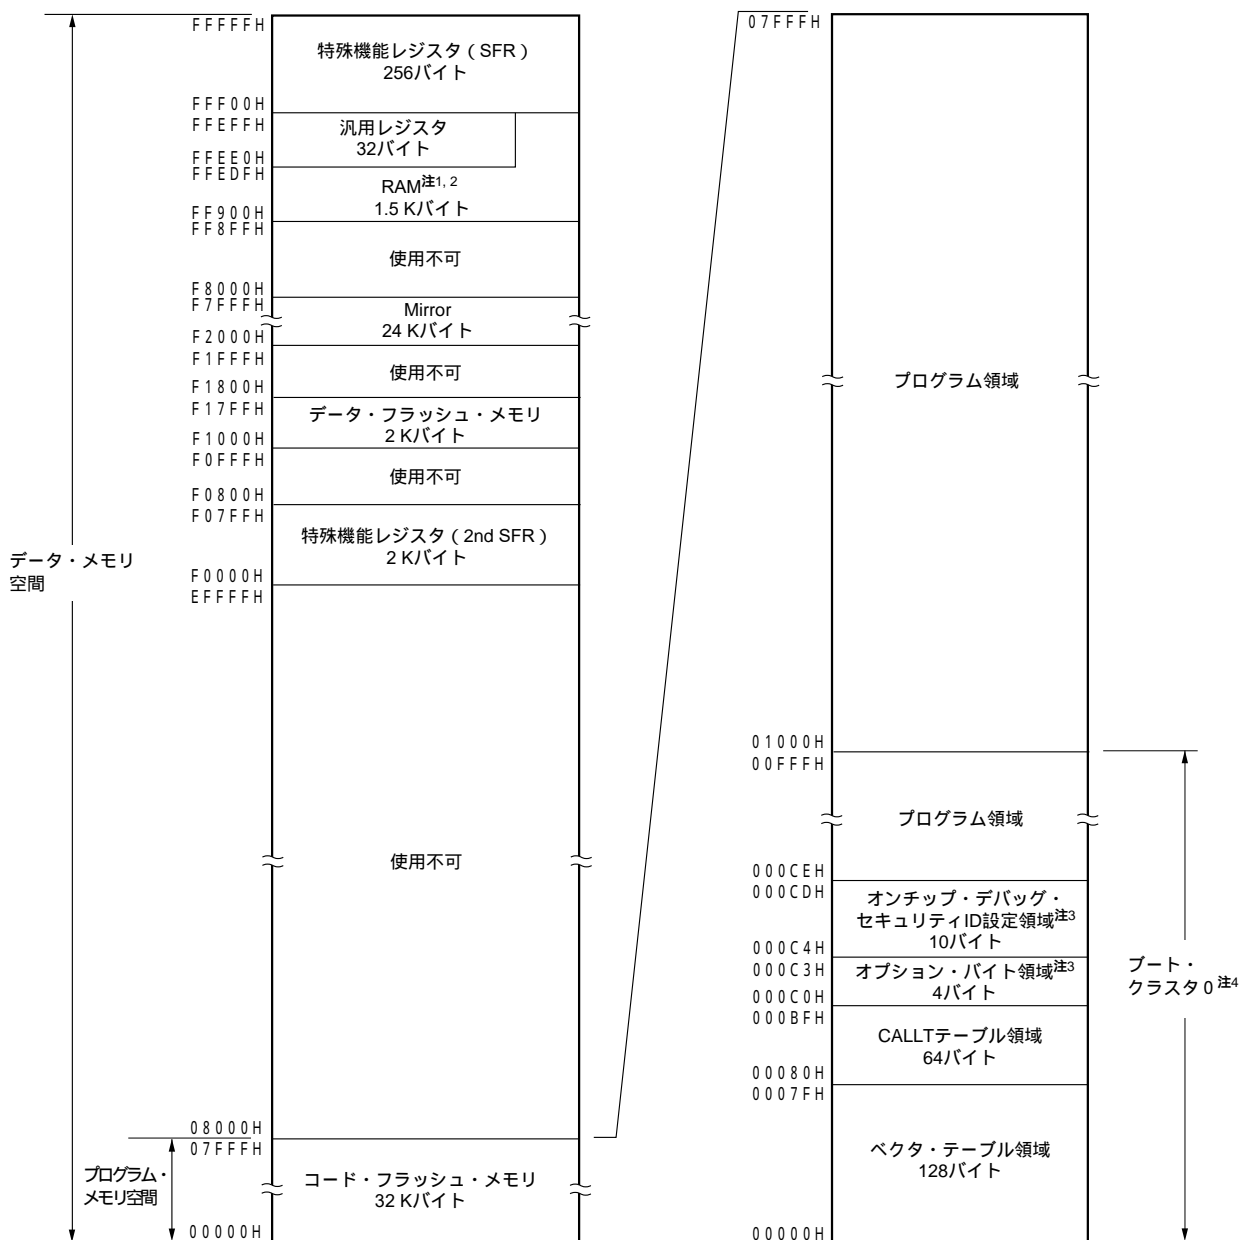 FFFFFH
特殊機能レジスタ（SFR）
256バイト
FFF00H
FFEFFH
汎用レジスタ
32バイト
FFEE0H
FFEDFH
RAM注1, 2
1.5 Kバイト
FF900H
FF8FFH
使用不可
F8000H
F7FFFH
Mirror
24 Kバイト
F2000H
F1FFFH
使用不可
F1800H
F17FFH
データ・フラッシュ・メモリ
2 Kバイト
F1000H
F0FFFH
使用不可
F0800H
F07FFH
特殊機能レジスタ（2nd SFR）
2 Kバイト
データ・メモリ
空間
F0000H
EFFFFH
使用不可
08000H
07FFFH
プログラム・
メモリ空間
コード・フラッシュ・メモリ
32 Kバイト
00000H
07FFFH
プログラム領域
01000H
00FFFH
プログラム領域
000CEH
000CDH
オンチップ・デバッグ・
セキュリティID設定領域注3
10バイト
000C4H
000C3H
オプション・バイト領域注3
4バイト
000C0H
000BFH
CALLTテーブル領域
64バイト
00080H
0007FH
ベクタ・テーブル領域
128バイト
00000H
ブート・
クラスタ0注4